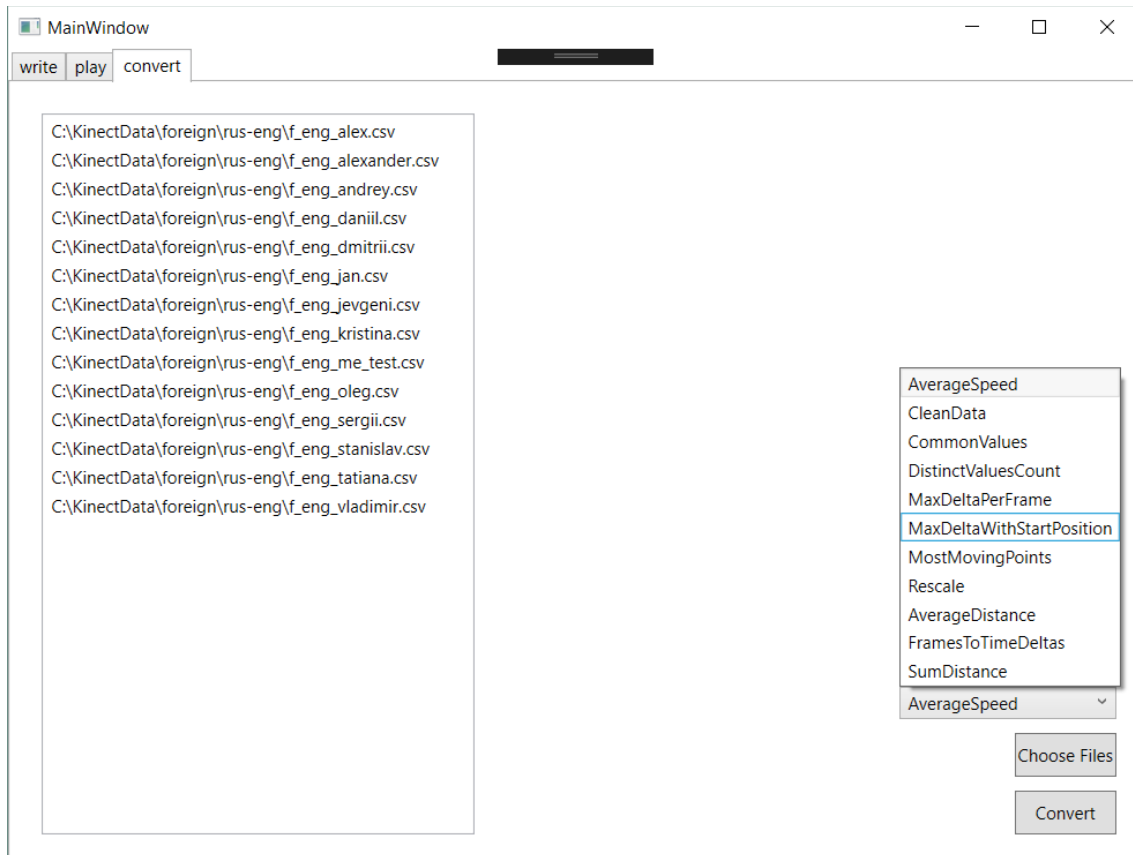 MainWindow
write play convert
C:\KinectData\foreign\rus-eng\f_eng_alex.csv
C:\KinectData\foreign\rus-eng\f_eng_alexander.csv
C:\KinectData\foreign\rus-eng\f_eng_andrey.csv
C:\KinectData\foreign\rus-eng\f_eng_daniil.csv
C:\KinectData\foreign\rus-eng\f_eng_dmitrii.csv
C:\KinectData\foreign\rus-eng\f_eng_jan.csv
C:\KinectData\foreign\rus-eng\f_eng_jevgeni.csv
C:\KinectData\foreign\rus-eng\f_eng_kristina.csv
C:\KinectData\foreign\rus-eng\f_eng_me_test.csv
C:\KinectData\foreign\rus-eng\f_eng_oleg.csv
C:\KinectData\foreign\rus-eng\f_eng_sergii.csv
C:\KinectData\foreign\rus-eng\f_eng_stanislav.csv
C:\KinectData\foreign\rus-eng\f_eng_tatiana.csv
C:\KinectData\foreign\rus-eng\f_eng_vladimir.csv
AverageSpeed
CleanData
CommonValues
DistinctValuesCount
MaxDeltaPerFrame
MaxDeltaWithStartPosition
MostMovingPoints
Rescale
AverageDistance
FramesToTimeDeltas
SumDistance
AverageSpeed
Choose Files
Convert